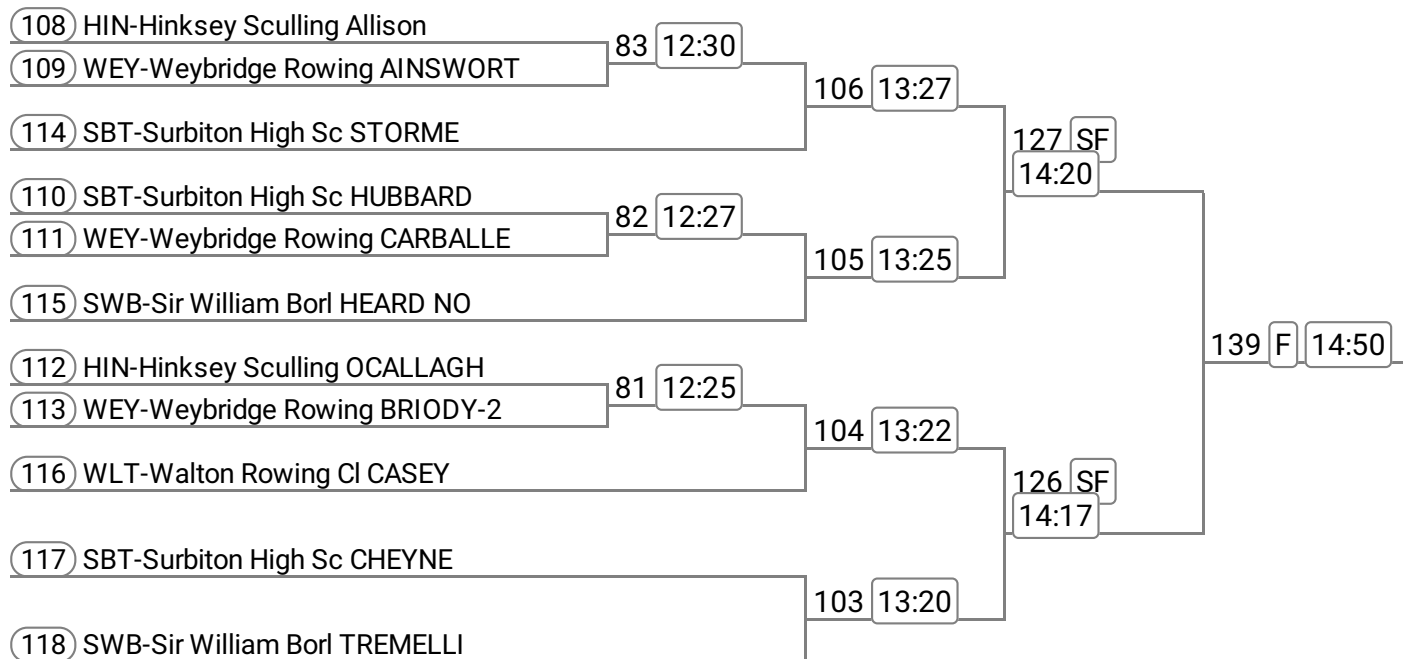 108 HIN-Hinksey Sculling Allison
83 12:30
109 WEY-Weybridge Rowing AINSWORT
106 13:27
114 SBT-Surbiton High Sc STORME
127 SF
14:20
110 SBT-Surbiton High Sc HUBBARD
82 12:27
111 WEY-Weybridge Rowing CARBALLE
105 13:25
115 SWB-Sir William Borl HEARD NO
139 F 14:50
112 HIN-Hinksey Sculling OCALLAGH
81 12:25
113 WEY-Weybridge Rowing BRIODY-2
104 13:22
116 WLT-Walton Rowing Cl CASEY
126 SF
14:17
117 SBT-Surbiton High Sc CHEYNE
103 13:20
118 SWB-Sir William Borl TREMELLI